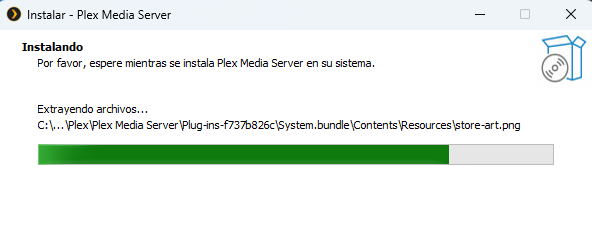 Instalar - Plex Media Server
Instalando
Por favor, espere mientras se instala Plex Media Server en su sistema.
Extrayendo archivos...
C:\...\Plex\Plex Media Server\Plug-ins-f737b826c\System.bundle\Contents\Resources\store-art.png